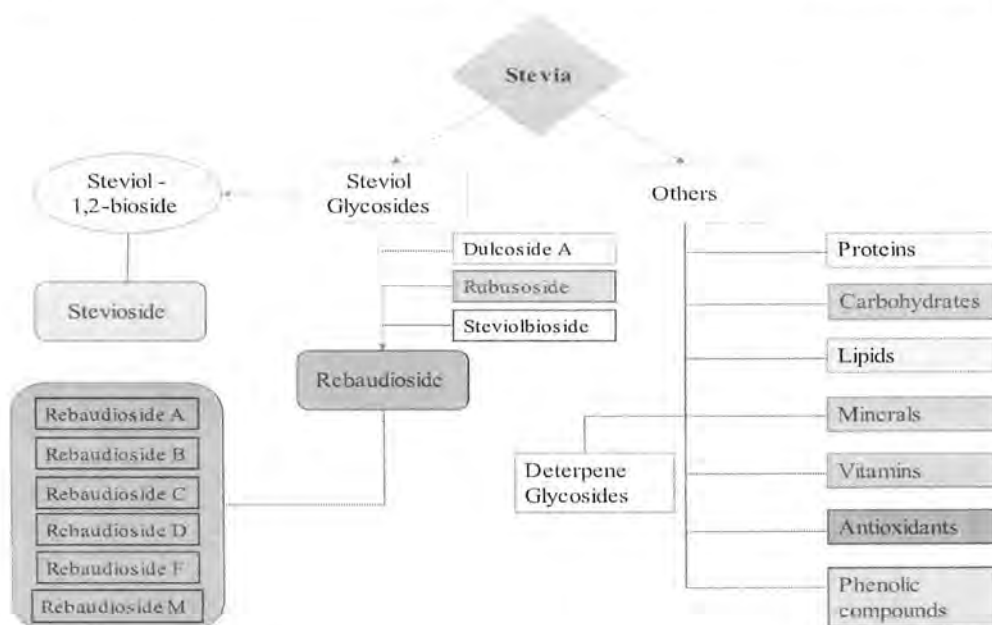 Stevia
Steviol -
1,2-bioside
Steviol
Glycosides
Others
Dulcoside A
Rubusoside
Steviolbioside
Stevioside
Rebaudioside
Rebaudioside A
Rebaudioside B
Rebaudioside C
Rebaudioside D
Rebaudioside F
Rebaudioside M
Proteins
Carbohydrates
Lipids
Minerals
Deterpene
Glycosides
Vitamins
Antioxidants
Phenolic
compounds